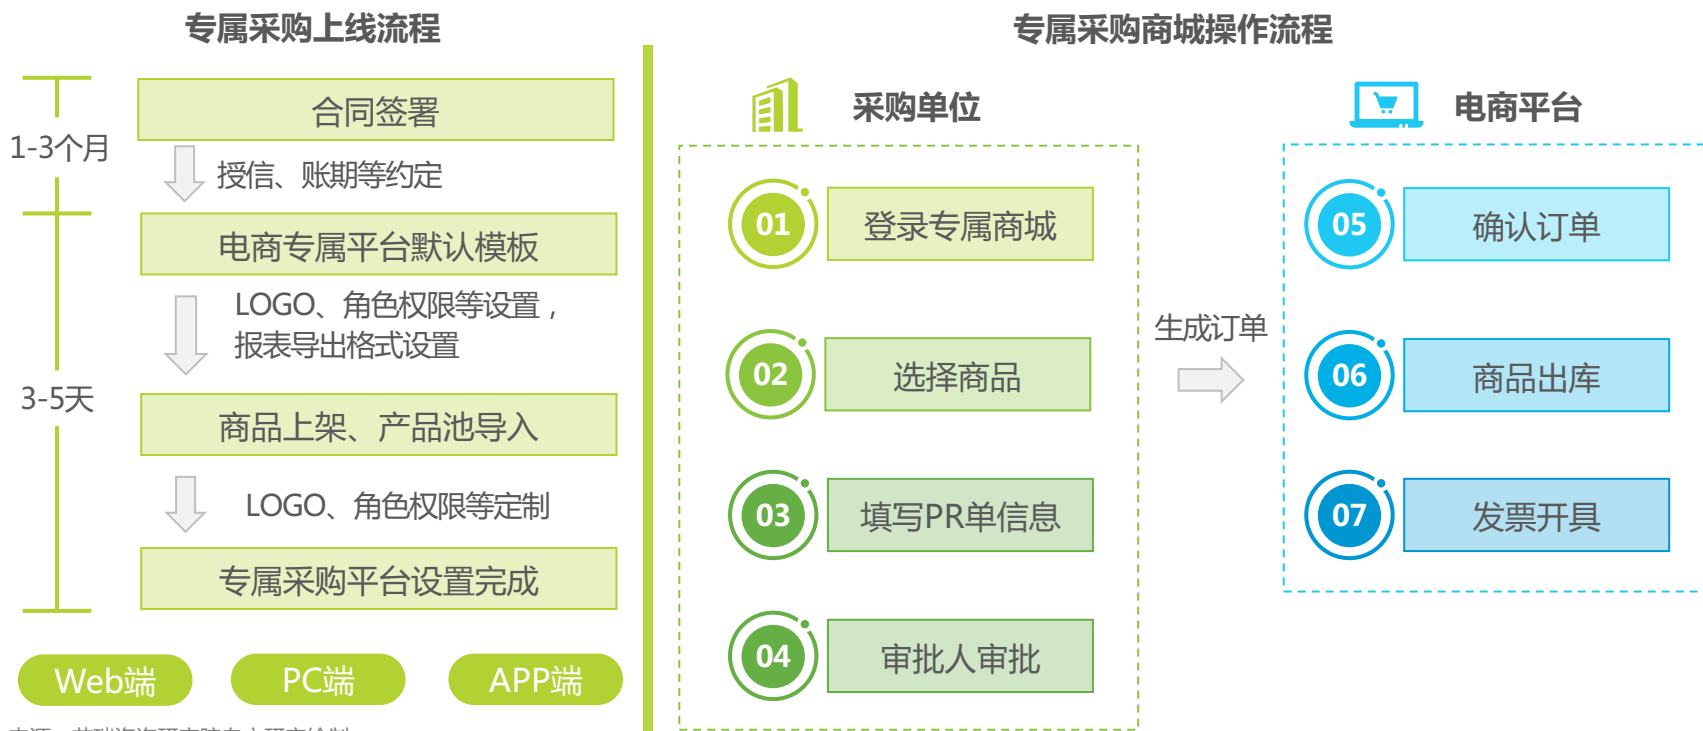 专属采购上线流程
1-3个月
合同签署
授信、账期等约定
电商专属平台默认模板
LOGO、角色权限等设置，
报表导出格式设置
3-5天
商品上架、产品池导入
LOGO、角色权限等定制
专属采购平台设置完成
Web端
PC端
APP端
专属采购商城操作流程
采购单位
01 登录专属商城
02 选择商品
03 填写PR单信息
04 审批人审批
生成订单
电商平台
05 确认订单
06 商品出库
07 发票开具